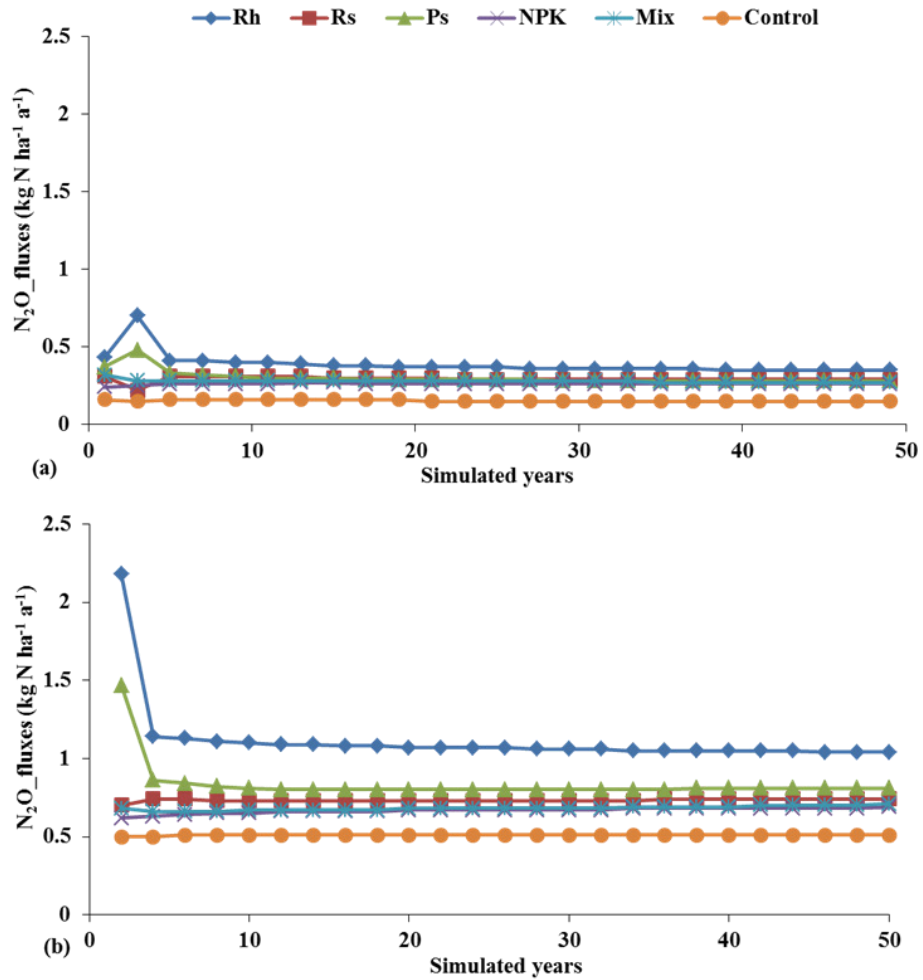 Rh Rs Ps NPK Mix Control
2.5
2
1.5
1
0.5
0
N₂O_fluxes (kg N ha⁻¹ a⁻¹)
0 10 20 30 40 50
(a)
Simulated years
2.5
2
1.5
1
0.5
0
N₂O_fluxes (kg N ha⁻¹ a⁻¹)
0 10 20 30 40 50
(b)
Simulated years